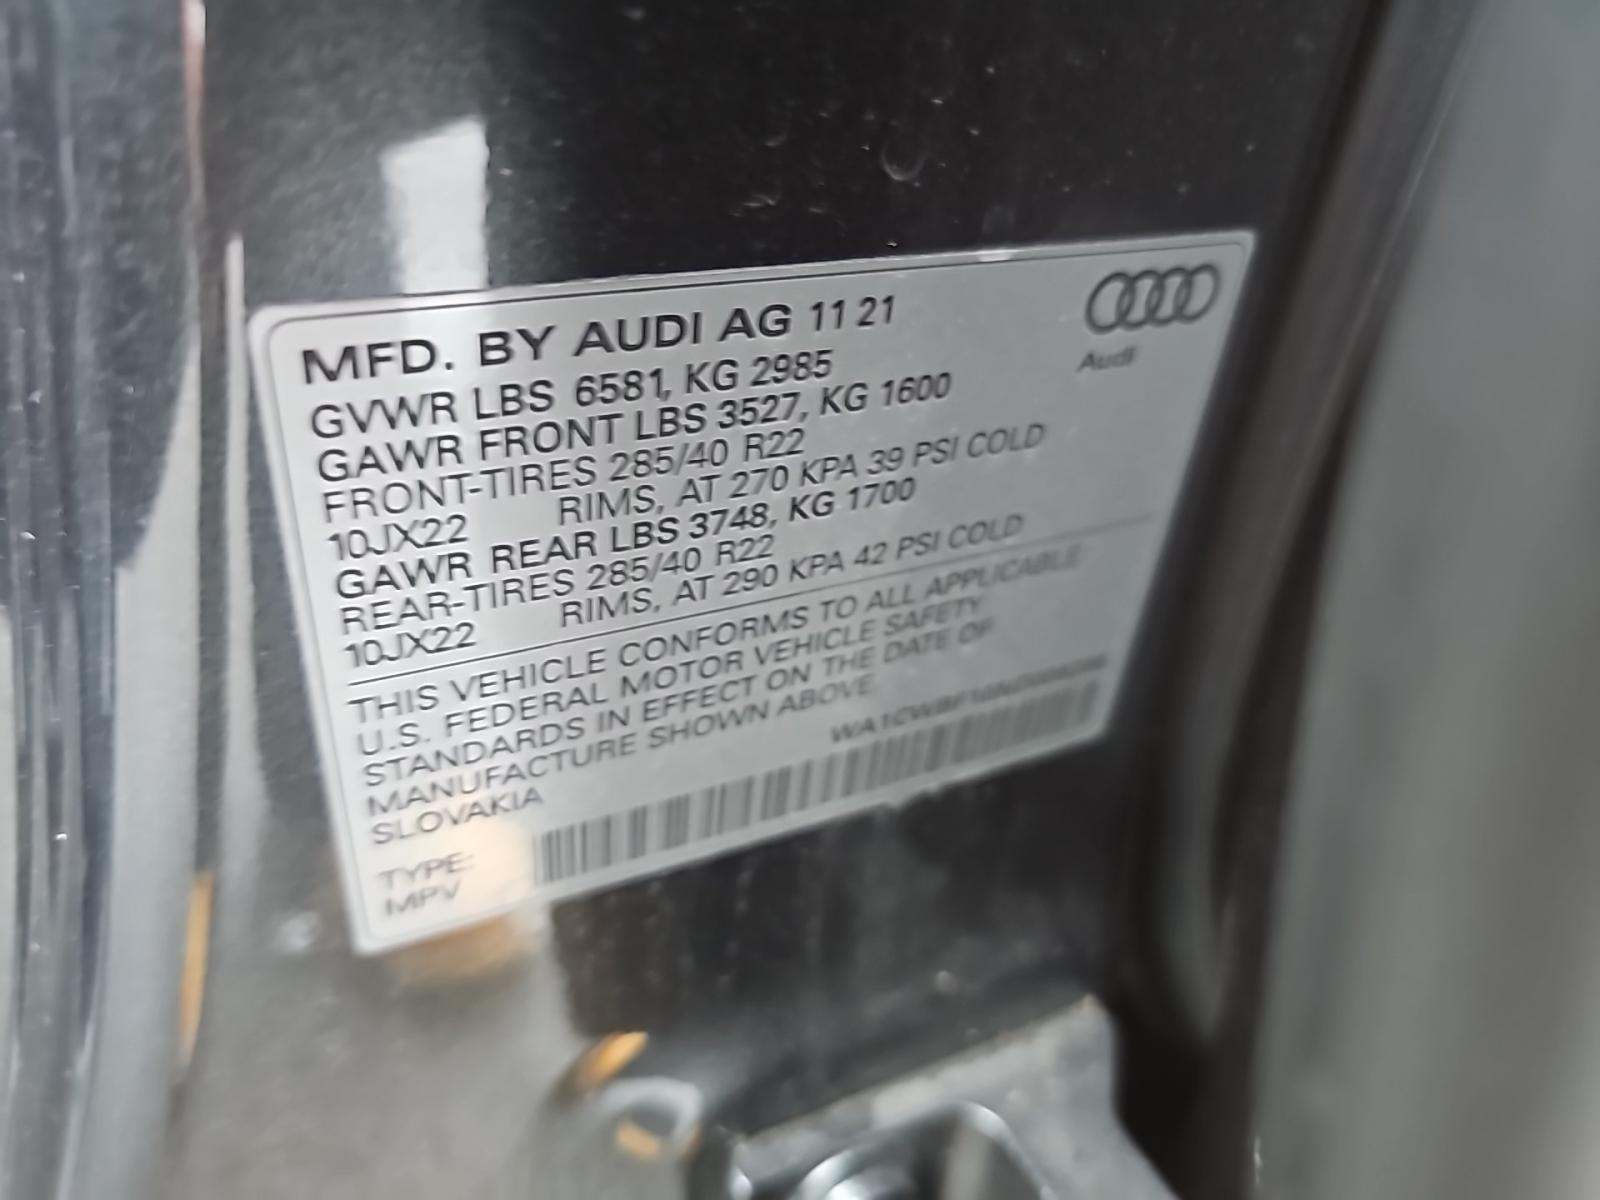 MFD. BY AUDI AG 11 21
Audi
GVWR LBS 6581, KG 2985
GAWR FRONT LBS 3527, KG 1600
FRONT-TIRES 285/40 R22
10JX22 RIMS, AT 270 KPA 39 PSI COLD
GAWR REAR LBS 3748, KG 1700
REAR-TIRES 285/40 R22
10JX22 RIMS, AT 290 KPA 42 PSI COLD
THIS VEHICLE CONFORMS TO ALL APPLICABLE
U.S. FEDERAL MOTOR VEHICLE SAFETY
STANDARDS IN EFFECT ON THE DATE OF
MANUFACTURE SHOWN ABOVE
SLOVAKIA
TYPE:
MPV